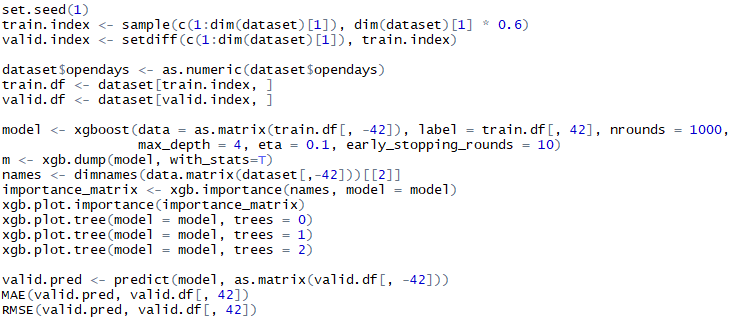 set.seed(1)
train.index <- sample(c(1:dim(dataset)[1]), dim(dataset)[1] * 0.6)
valid.index <- setdiff(c(1:dim(dataset)[1]), train.index)

dataset$opendays <- as.numeric(dataset$opendays)
train.df <- dataset[train.index, ]
valid.df <- dataset[valid.index, ]

model <- xgboost(data = as.matrix(train.df[, -42]), label = train.df[, 42], nrounds = 1000,
                 max_depth = 4, eta = 0.1, early_stopping_rounds = 10)
m <- xgb.dump(model, with_stats=T)
names <- dimnames(data.matrix(dataset[,-42]))[[2]]
importance_matrix <- xgb.importance(names, model = model)
xgb.plot.importance(importance_matrix)
xgb.plot.tree(model = model, trees = 0)
xgb.plot.tree(model = model, trees = 1)
xgb.plot.tree(model = model, trees = 2)

valid.pred <- predict(model, as.matrix(valid.df[, -42]))
MAE(valid.pred, valid.df[, 42])
RMSE(valid.pred, valid.df[, 42])